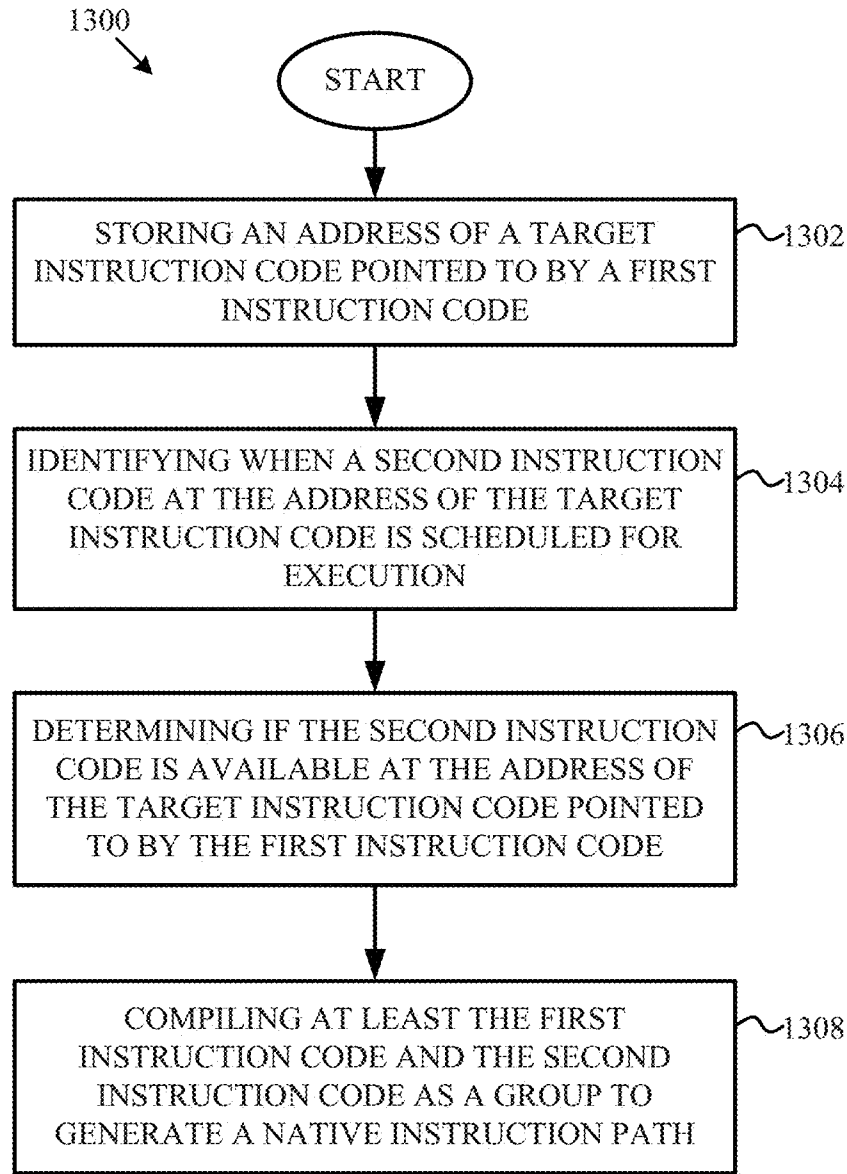 1300
START
STORING AN ADDRESS OF A TARGET
INSTRUCTION CODE POINTED TO BY A FIRST
INSTRUCTION CODE
1302
IDENTIFYING WHEN A SECOND INSTRUCTION
CODE AT THE ADDRESS OF THE TARGET
INSTRUCTION CODE IS SCHEDULED FOR
EXECUTION
1304
DETERMINING IF THE SECOND INSTRUCTION
CODE IS AVAILABLE AT THE ADDRESS OF
THE TARGET INSTRUCTION CODE POINTED
TO BY THE FIRST INSTRUCTION CODE
1306
COMPILING AT LEAST THE FIRST
INSTRUCTION CODE AND THE SECOND
INSTRUCTION CODE AS A GROUP TO
GENERATE A NATIVE INSTRUCTION PATH
1308